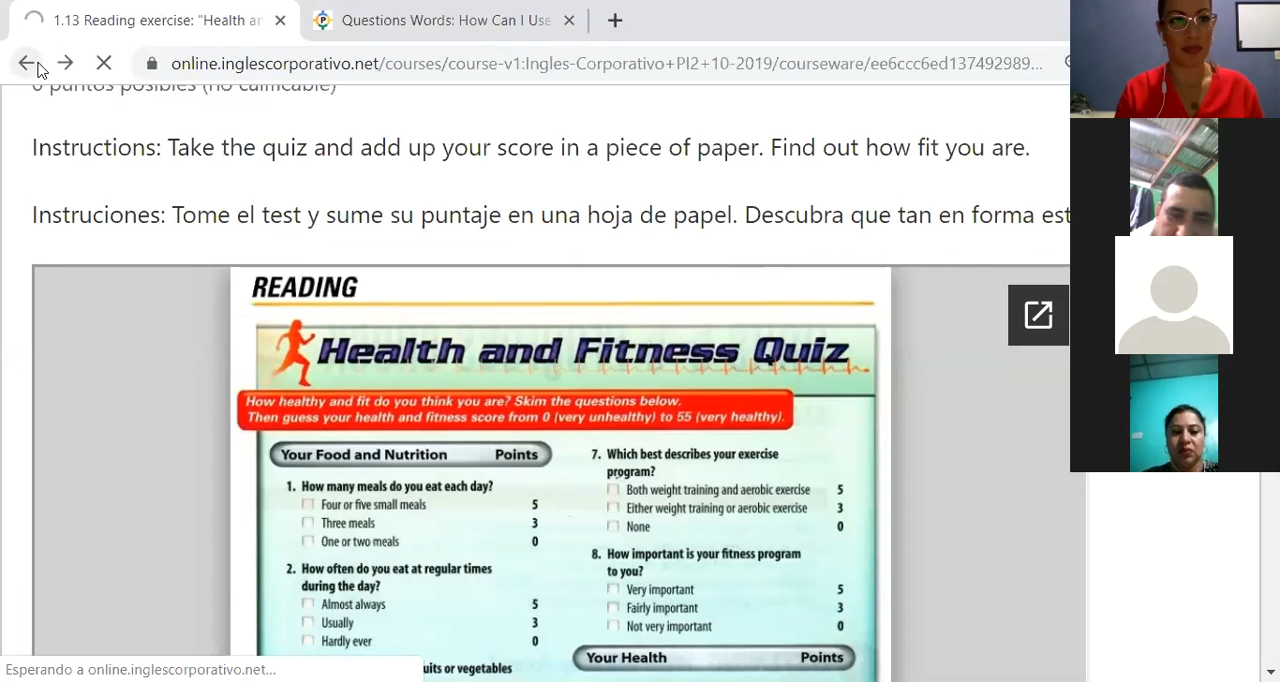 1.13 Reading exercise: "Health ar
Questions Words: How Can I Use
online.inglescorporativo.net/courses/course-v1:Ingles-Corporativo+PI2+10-2019/courseware/ee6ccc6ed137492989...
0 puntos posibles (no calificable)
Instructions: Take the quiz and add up your score in a piece of paper. Find out how fit you are.
Instruciones: Tome el test y sume su puntaje en una hoja de papel. Descubra que tan en forma est
READING
Health and Fitness Quiz
How healthy and fit do you think you are? Skim the questions below.
Then guess your health and fitness score from 0 (very unhealthy) to 55 (very healthy).
Your Food and Nutrition Points
1. How many meals do you eat each day?
Four or five small meals 5
Three meals 3
One or two meals 0
2. How often do you eat at regular times
during the day?
Almost always 5
Usually 3
Hardly ever 0
uits or vegetables
7. Which best describes your exercise
program?
Both weight training and aerobic exercise 5
Either weight training or aerobic exercise 3
None 0
8. How important is your fitness program
to you?
Very important 5
Fairly important 3
Not very important 0
Your Health Points
Esperando a online.inglescorporativo.net...